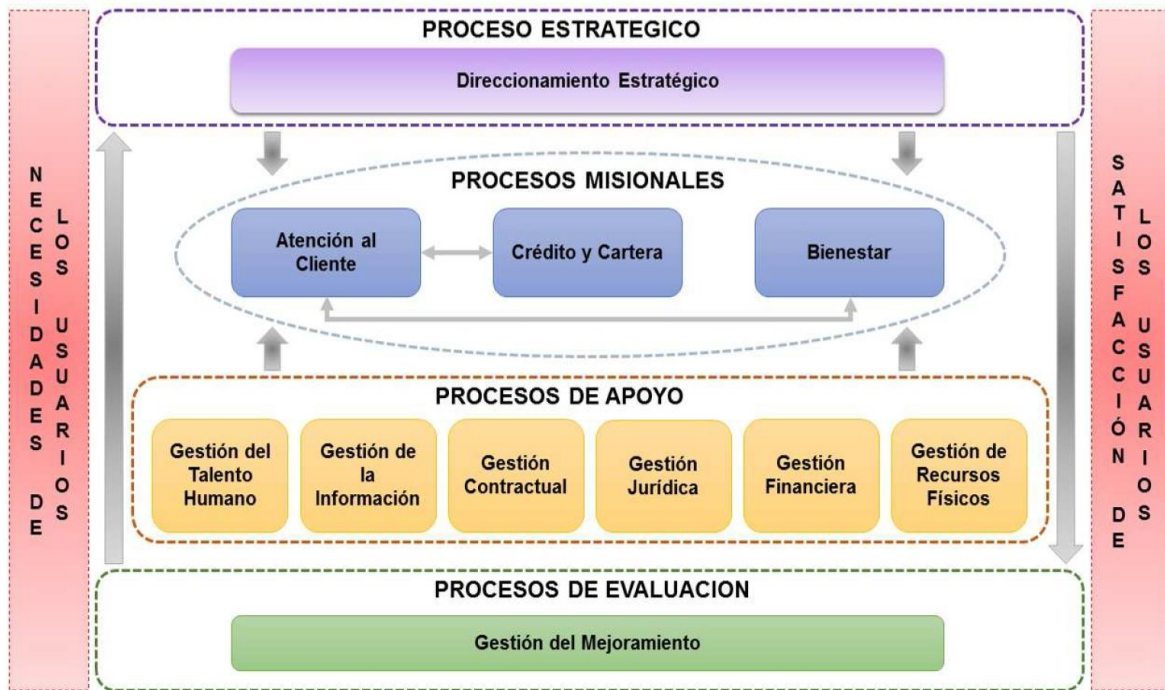 PROCESO ESTRATEGICO
Direccionamiento Estratégico
NECESIDADES DE
LOS USUARIOS
PROCESOS MISIONALES
Atención al
Cliente
Crédito y Cartera
Bienestar
PROCESOS DE APOYO
Gestión del
Talento
Humano
Gestión de
la
Información
Gestión
Contractual
Gestión
Jurídica
Gestión
Financiera
Gestión de
Recursos
Físicos
PROCESOS DE EVALUACION
Gestión del Mejoramiento
SATISFACCIÓN DE
LOS USUARIOS